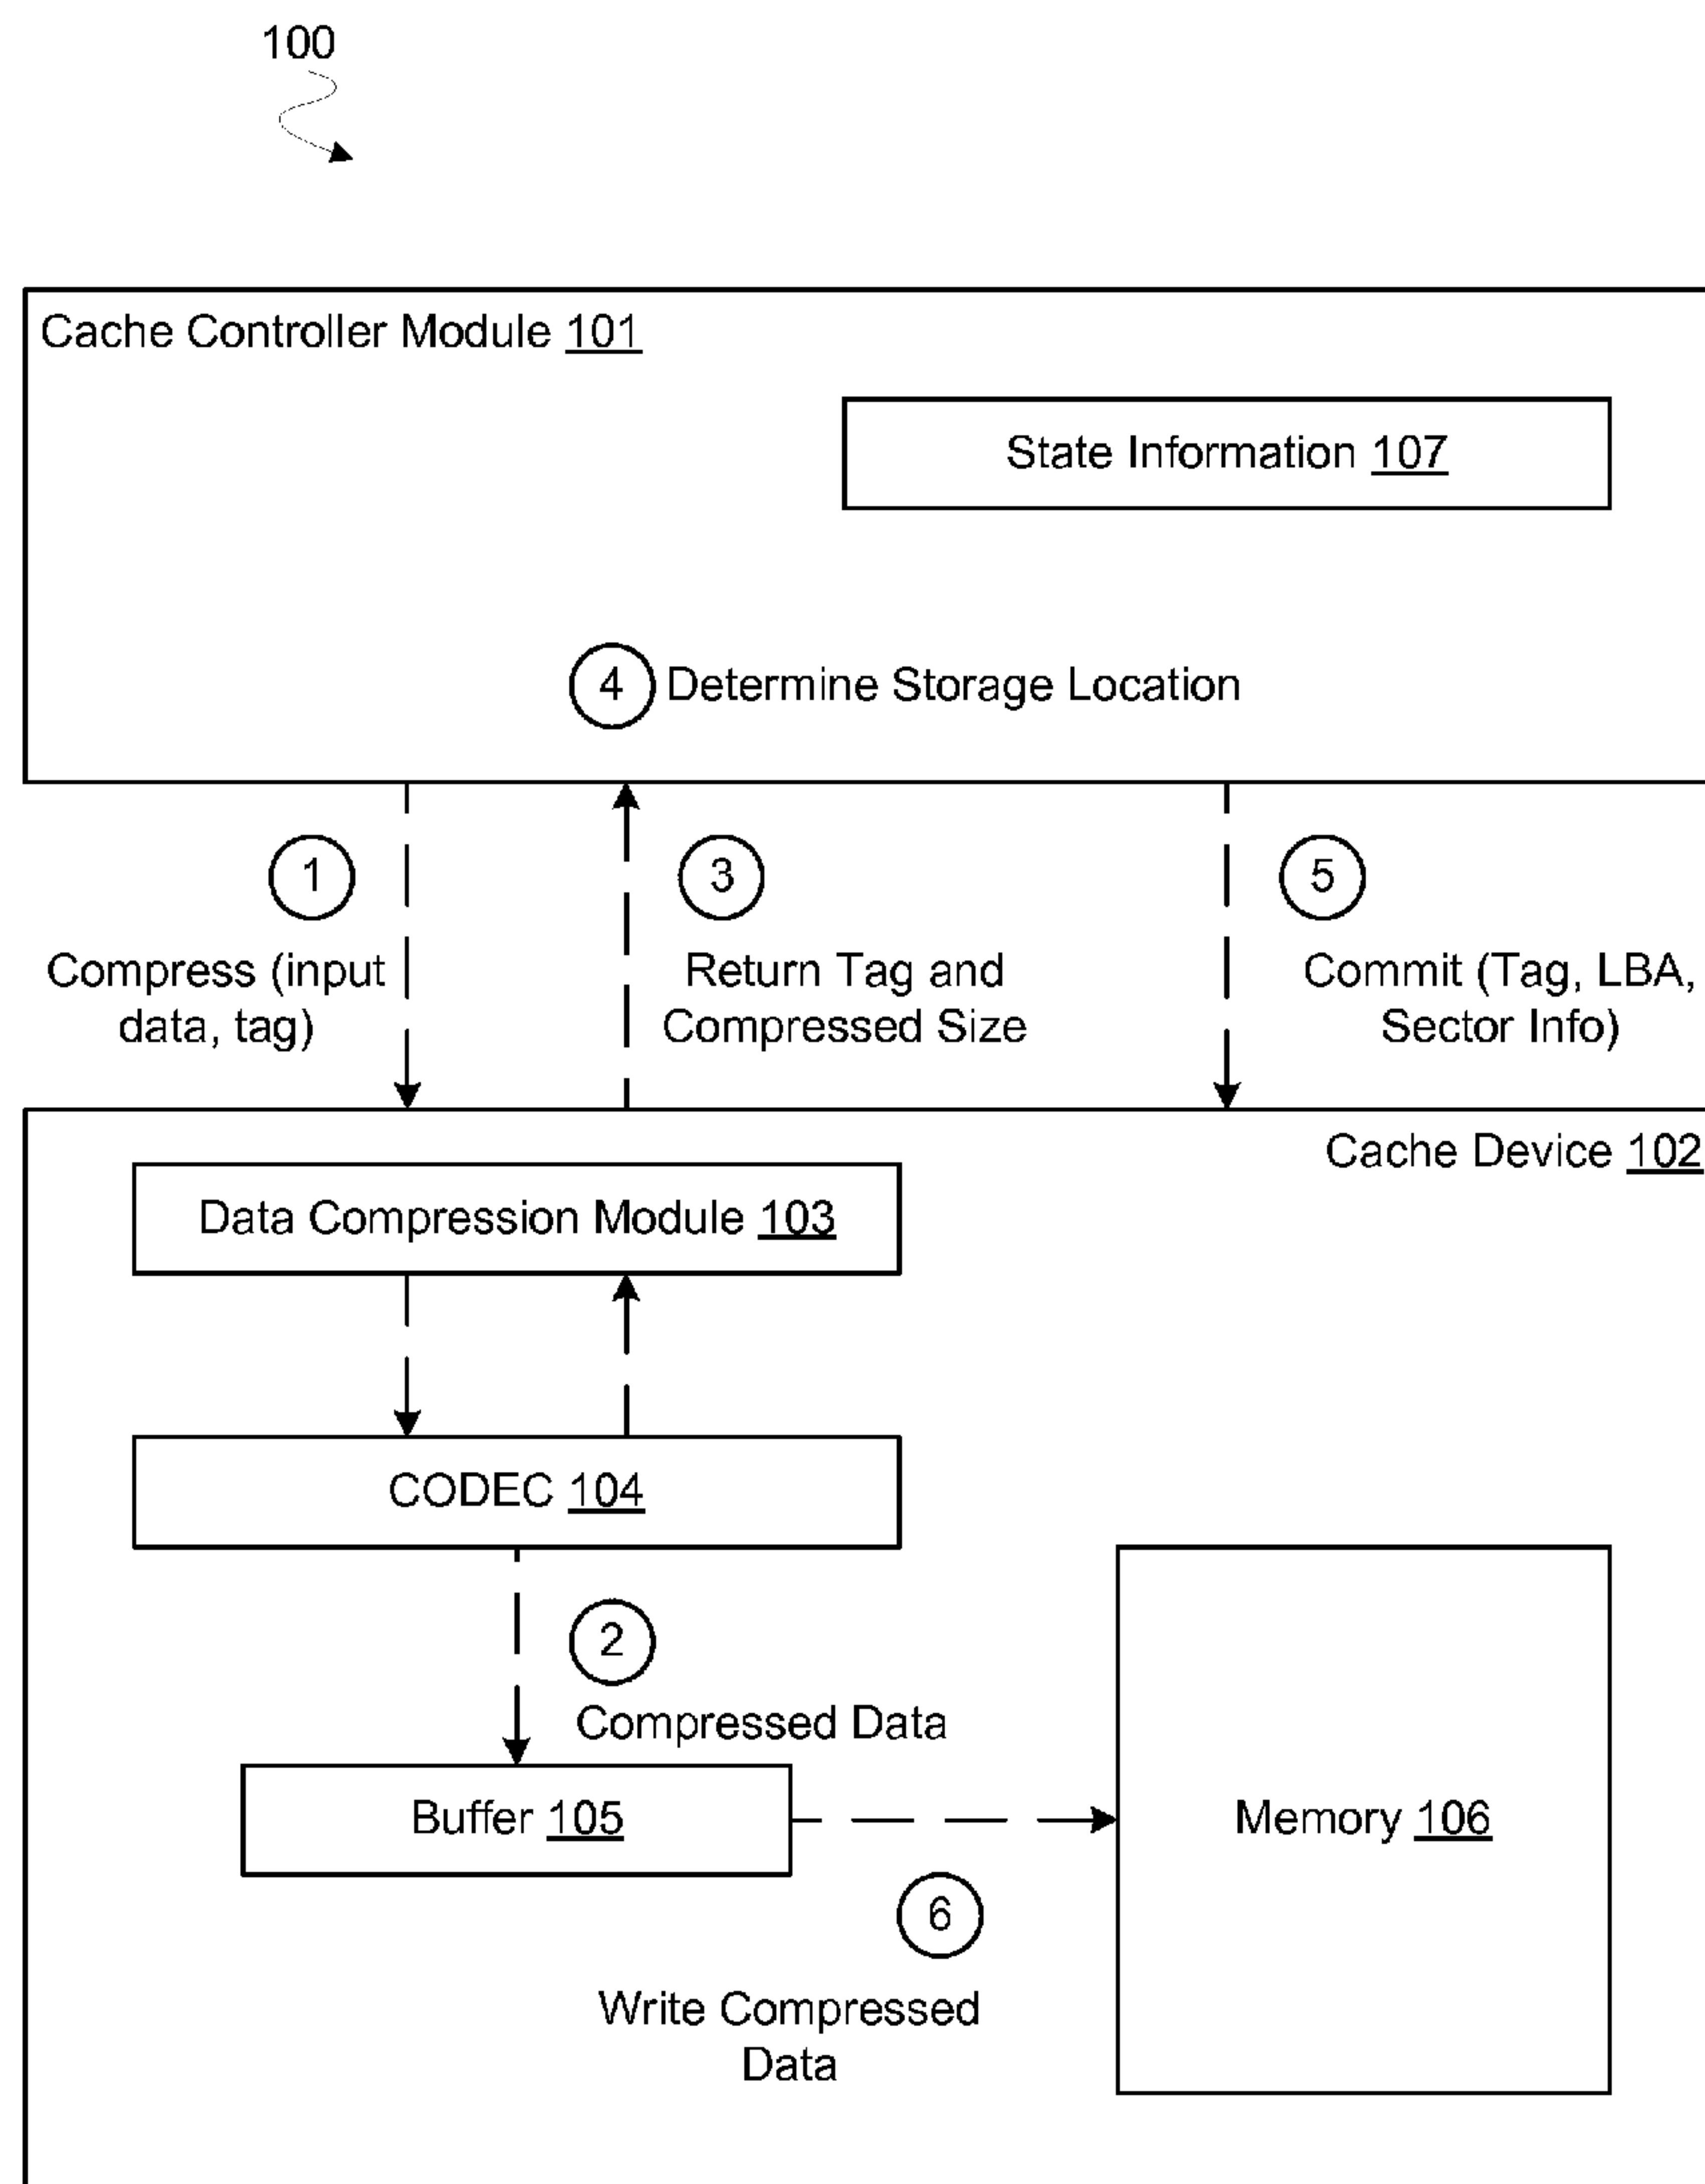 100
Cache Controller Module 101
State Information 107
4 Determine Storage Location
1
3
5
Compress (input
data, tag)
Return Tag and
Compressed Size
Commit (Tag, LBA,
Sector Info)
Cache Device 102
Data Compression Module 103
CODEC 104
2
Compressed Data
Buffer 105
Memory 106
6
Write Compressed
Data